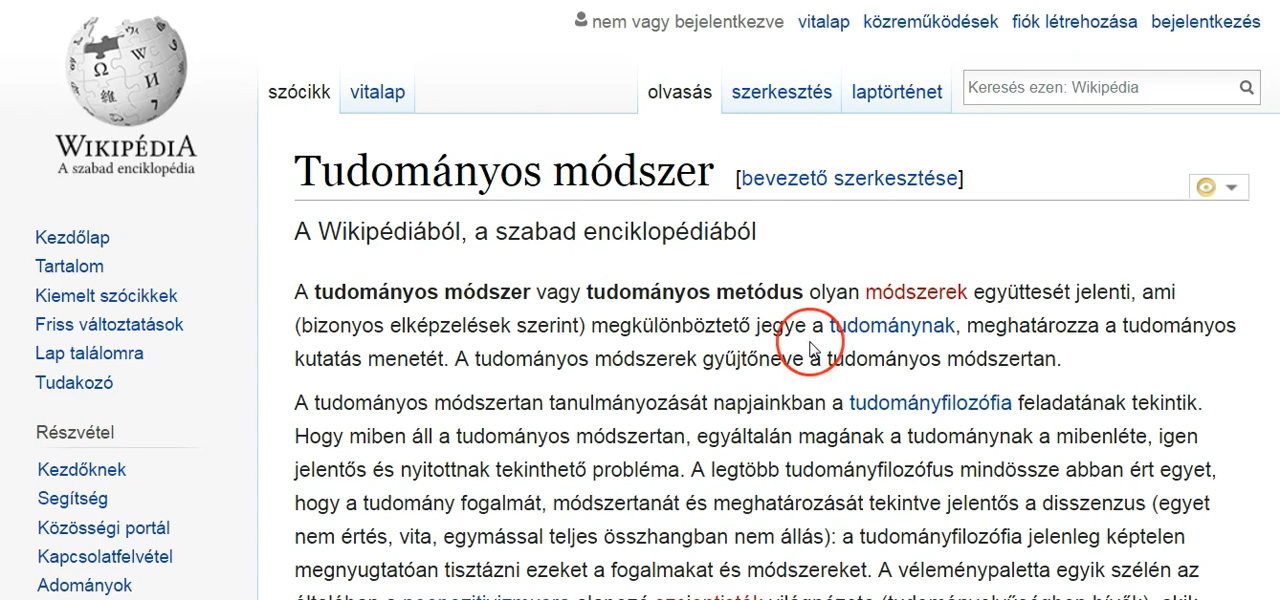 nem vagy bejelentkezve vitalap közreműködések fiók létrehozása bejelentkezés
szócikk vitalap olvasás szerkesztés laptörténet Keresés ezen: Wikipédia
WIKIPÉDIA
A szabad enciklopédia
Kezdőlap
Tartalom
Kiemelt szócikkek
Friss változtatások
Lap találomra
Tudakozó
Részvétel
Kezdőknek
Segítség
Közösségi portál
Kapcsolatfelvétel
Adományok
Tudományos módszer [bevezető szerkesztése]
A Wikipédiából, a szabad enciklopédiából
A tudományos módszer vagy tudományos metódus olyan módszerek együttesét jelenti, ami
(bizonyos elképzelések szerint) megkülönböztető jegye a tudománynak, meghatározza a tudományos
kutatás menetét. A tudományos módszerek gyűjtőneve a tudományos módszertan.
A tudományos módszertan tanulmányozását napjainkban a tudományfilozófia feladatának tekintik.
Hogy miben áll a tudományos módszertan, egyáltalán magának a tudománynak a mibenléte, igen
jelentős és nyitottnak tekinthető probléma. A legtöbb tudományfilozófus mindössze abban ért egyet,
hogy a tudomány fogalmát, módszertanát és meghatározását tekintve jelentős a disszenzus (egyet
nem értés, vita, egymással teljes összhangban nem állás): a tudományfilozófia jelenleg képtelen
megnyugtatóan tisztázni ezeket a fogalmakat és módszereket. A véleménypaletta egyik szélén az